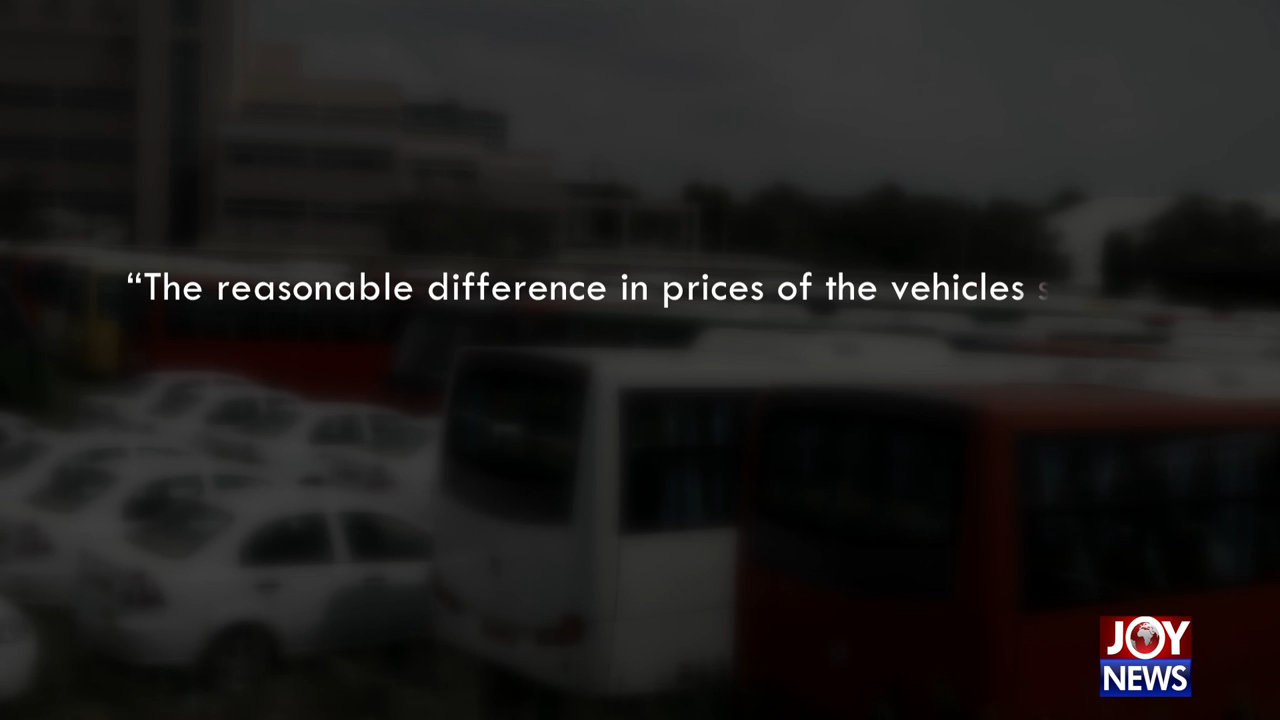 “The reasonable difference in prices of the vehicles s
JOY
NEWS